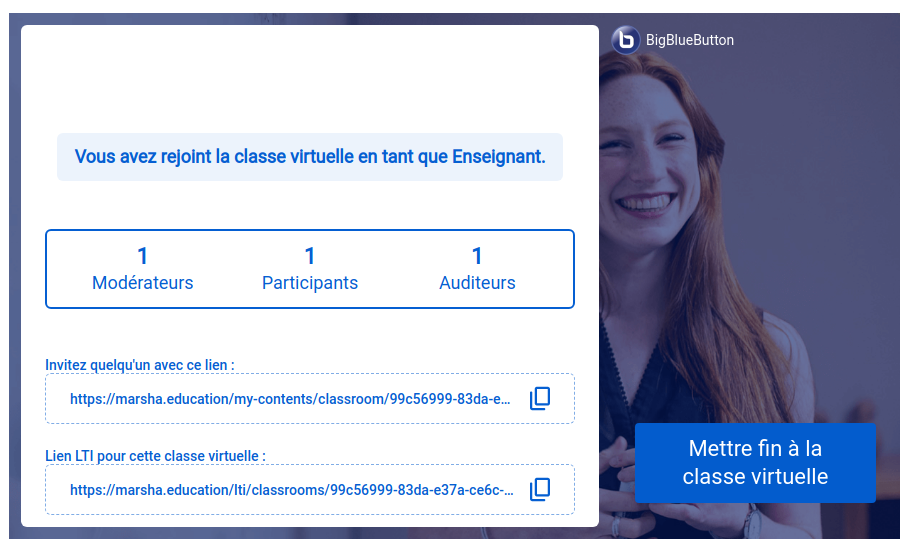 BigBlueButton
Vous avez rejoint la classe virtuelle en tant que Enseignant.
1 1 1
Modérateurs Participants Auditeurs
Invitez quelqu'un avec ce lien :
https://marsha.education/my-contents/classroom/99c56999-83da-e...
Lien LTI pour cette classe virtuelle :
https://marsha.education/lti/classrooms/99c56999-83da-e37a-ce6c-...
Mettre fin à la
classe virtuelle